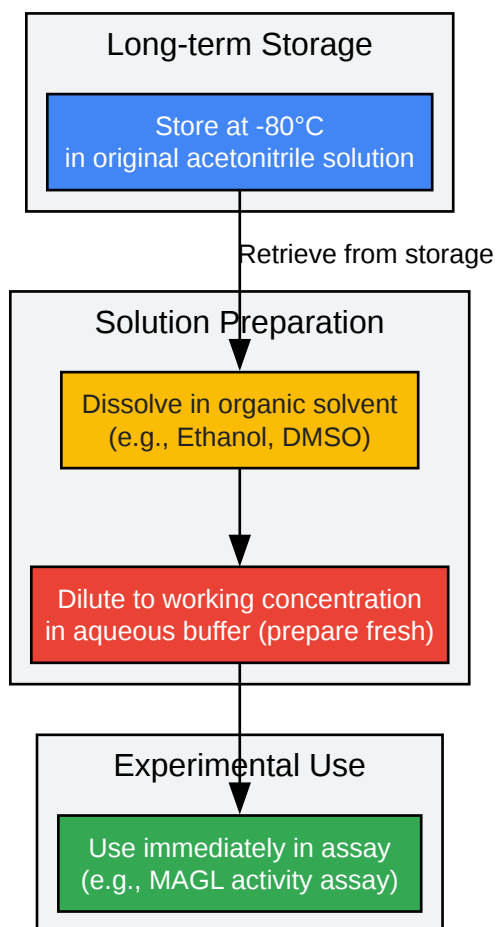 Long-term Storage
Store at -80°C
in original acetonitrile solution
Retrieve from storage
Solution Preparation
Dissolve in organic solvent
(e.g., Ethanol, DMSO)
Dilute to working concentration
in aqueous buffer (prepare fresh)
Experimental Use
Use immediately in assay
(e.g., MAGL activity assay)